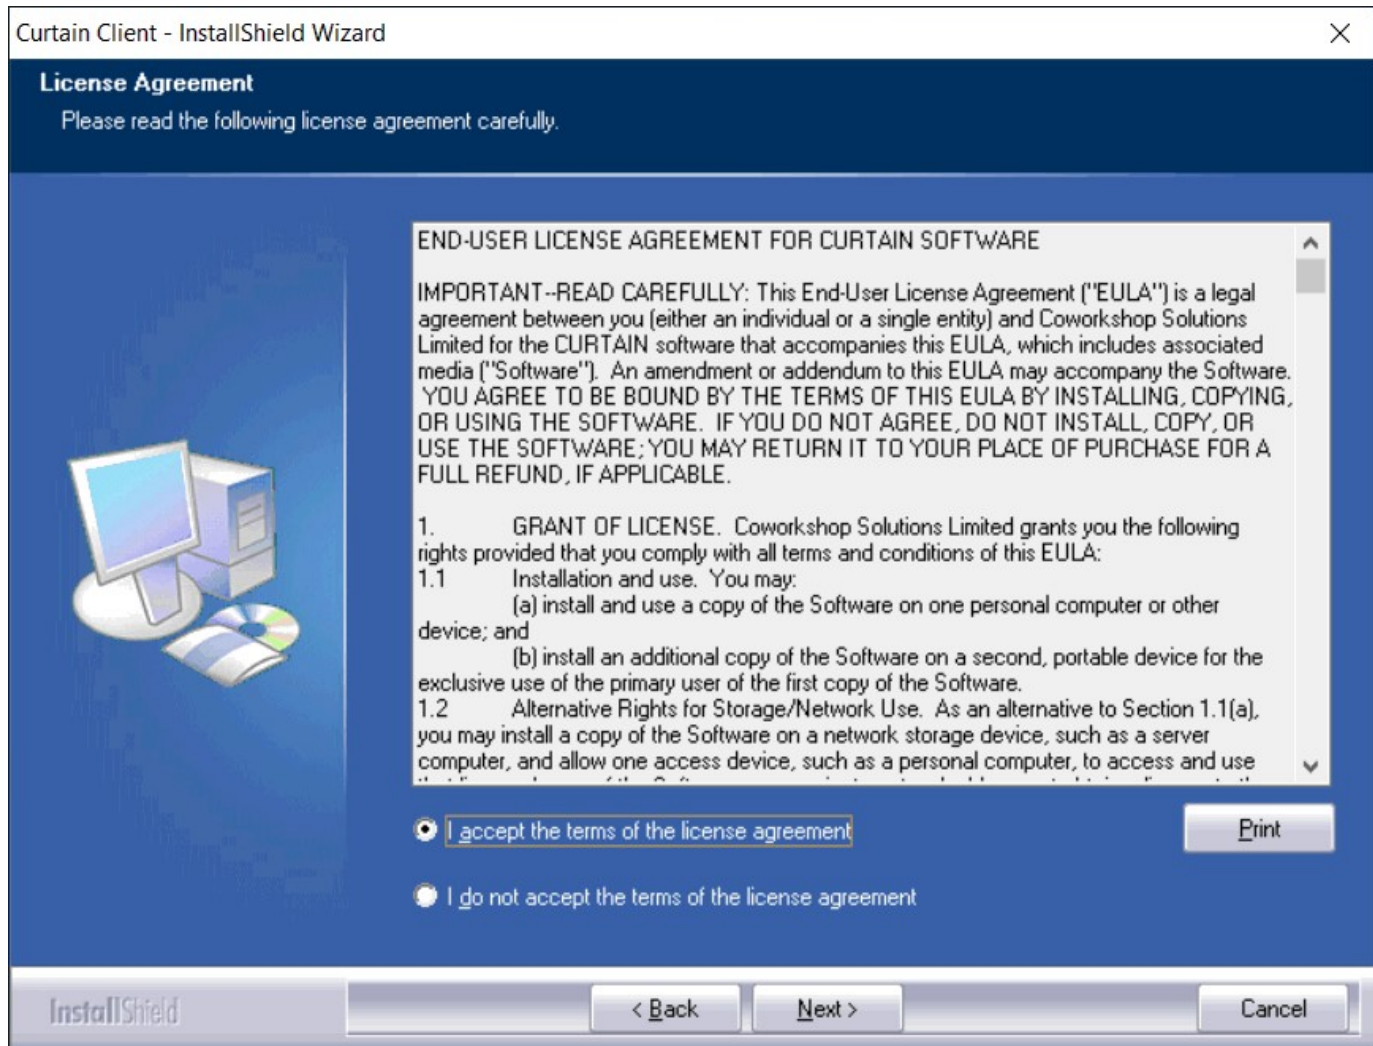 Curtain Client - InstallShield Wizard
License Agreement
Please read the following license agreement carefully.
END-USER LICENSE AGREEMENT FOR CURTAIN SOFTWARE
IMPORTANT--READ CAREFULLY: This End-User License Agreement ("EULA") is a legal
agreement between you (either an individual or a single entity) and Coworkshop Solutions
Limited for the CURTAIN software that accompanies this EULA, which includes associated
media ("Software").  An amendment or addendum to this EULA may accompany the Software.
YOU AGREE TO BE BOUND BY THE TERMS OF THIS EULA BY INSTALLING, COPYING,
OR USING THE SOFTWARE.  IF YOU DO NOT AGREE, DO NOT INSTALL, COPY, OR
USE THE SOFTWARE; YOU MAY RETURN IT TO YOUR PLACE OF PURCHASE FOR A
FULL REFUND, IF APPLICABLE.
1. GRANT OF LICENSE.  Coworkshop Solutions Limited grants you the following
rights provided that you comply with all terms and conditions of this EULA:
1.1 Installation and use.  You may:
(a) install and use a copy of the Software on one personal computer or other
device; and
(b) install an additional copy of the Software on a second, portable device for the
exclusive use of the primary user of the first copy of the Software.
1.2 Alternative Rights for Storage/Network Use.  As an alternative to Section 1.1(a),
you may install a copy of the Software on a network storage device, such as a server
computer, and allow one access device, such as a personal computer, to access and use
I accept the terms of the license agreement
Print
I do not accept the terms of the license agreement
InstallShield
< Back
Next >
Cancel